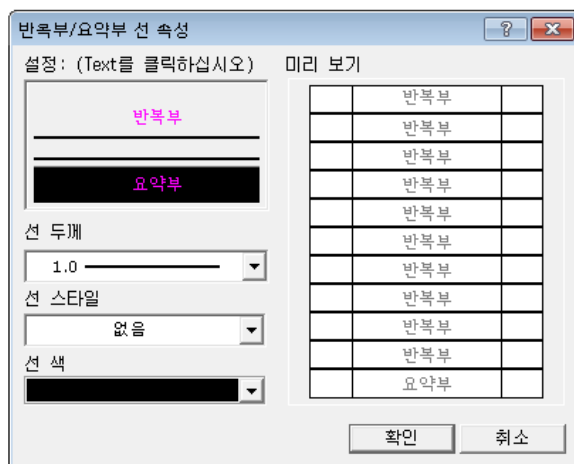 반목부/요약부 선 속성
설정: (Text를 클릭하십시오)
반복부
요약부
선 두께
1.0
선 스타일
없음
선 색
미리 보기
반복부
반복부
반복부
반복부
반복부
반복부
반복부
반복부
반복부
반복부
요약부
확인
취소